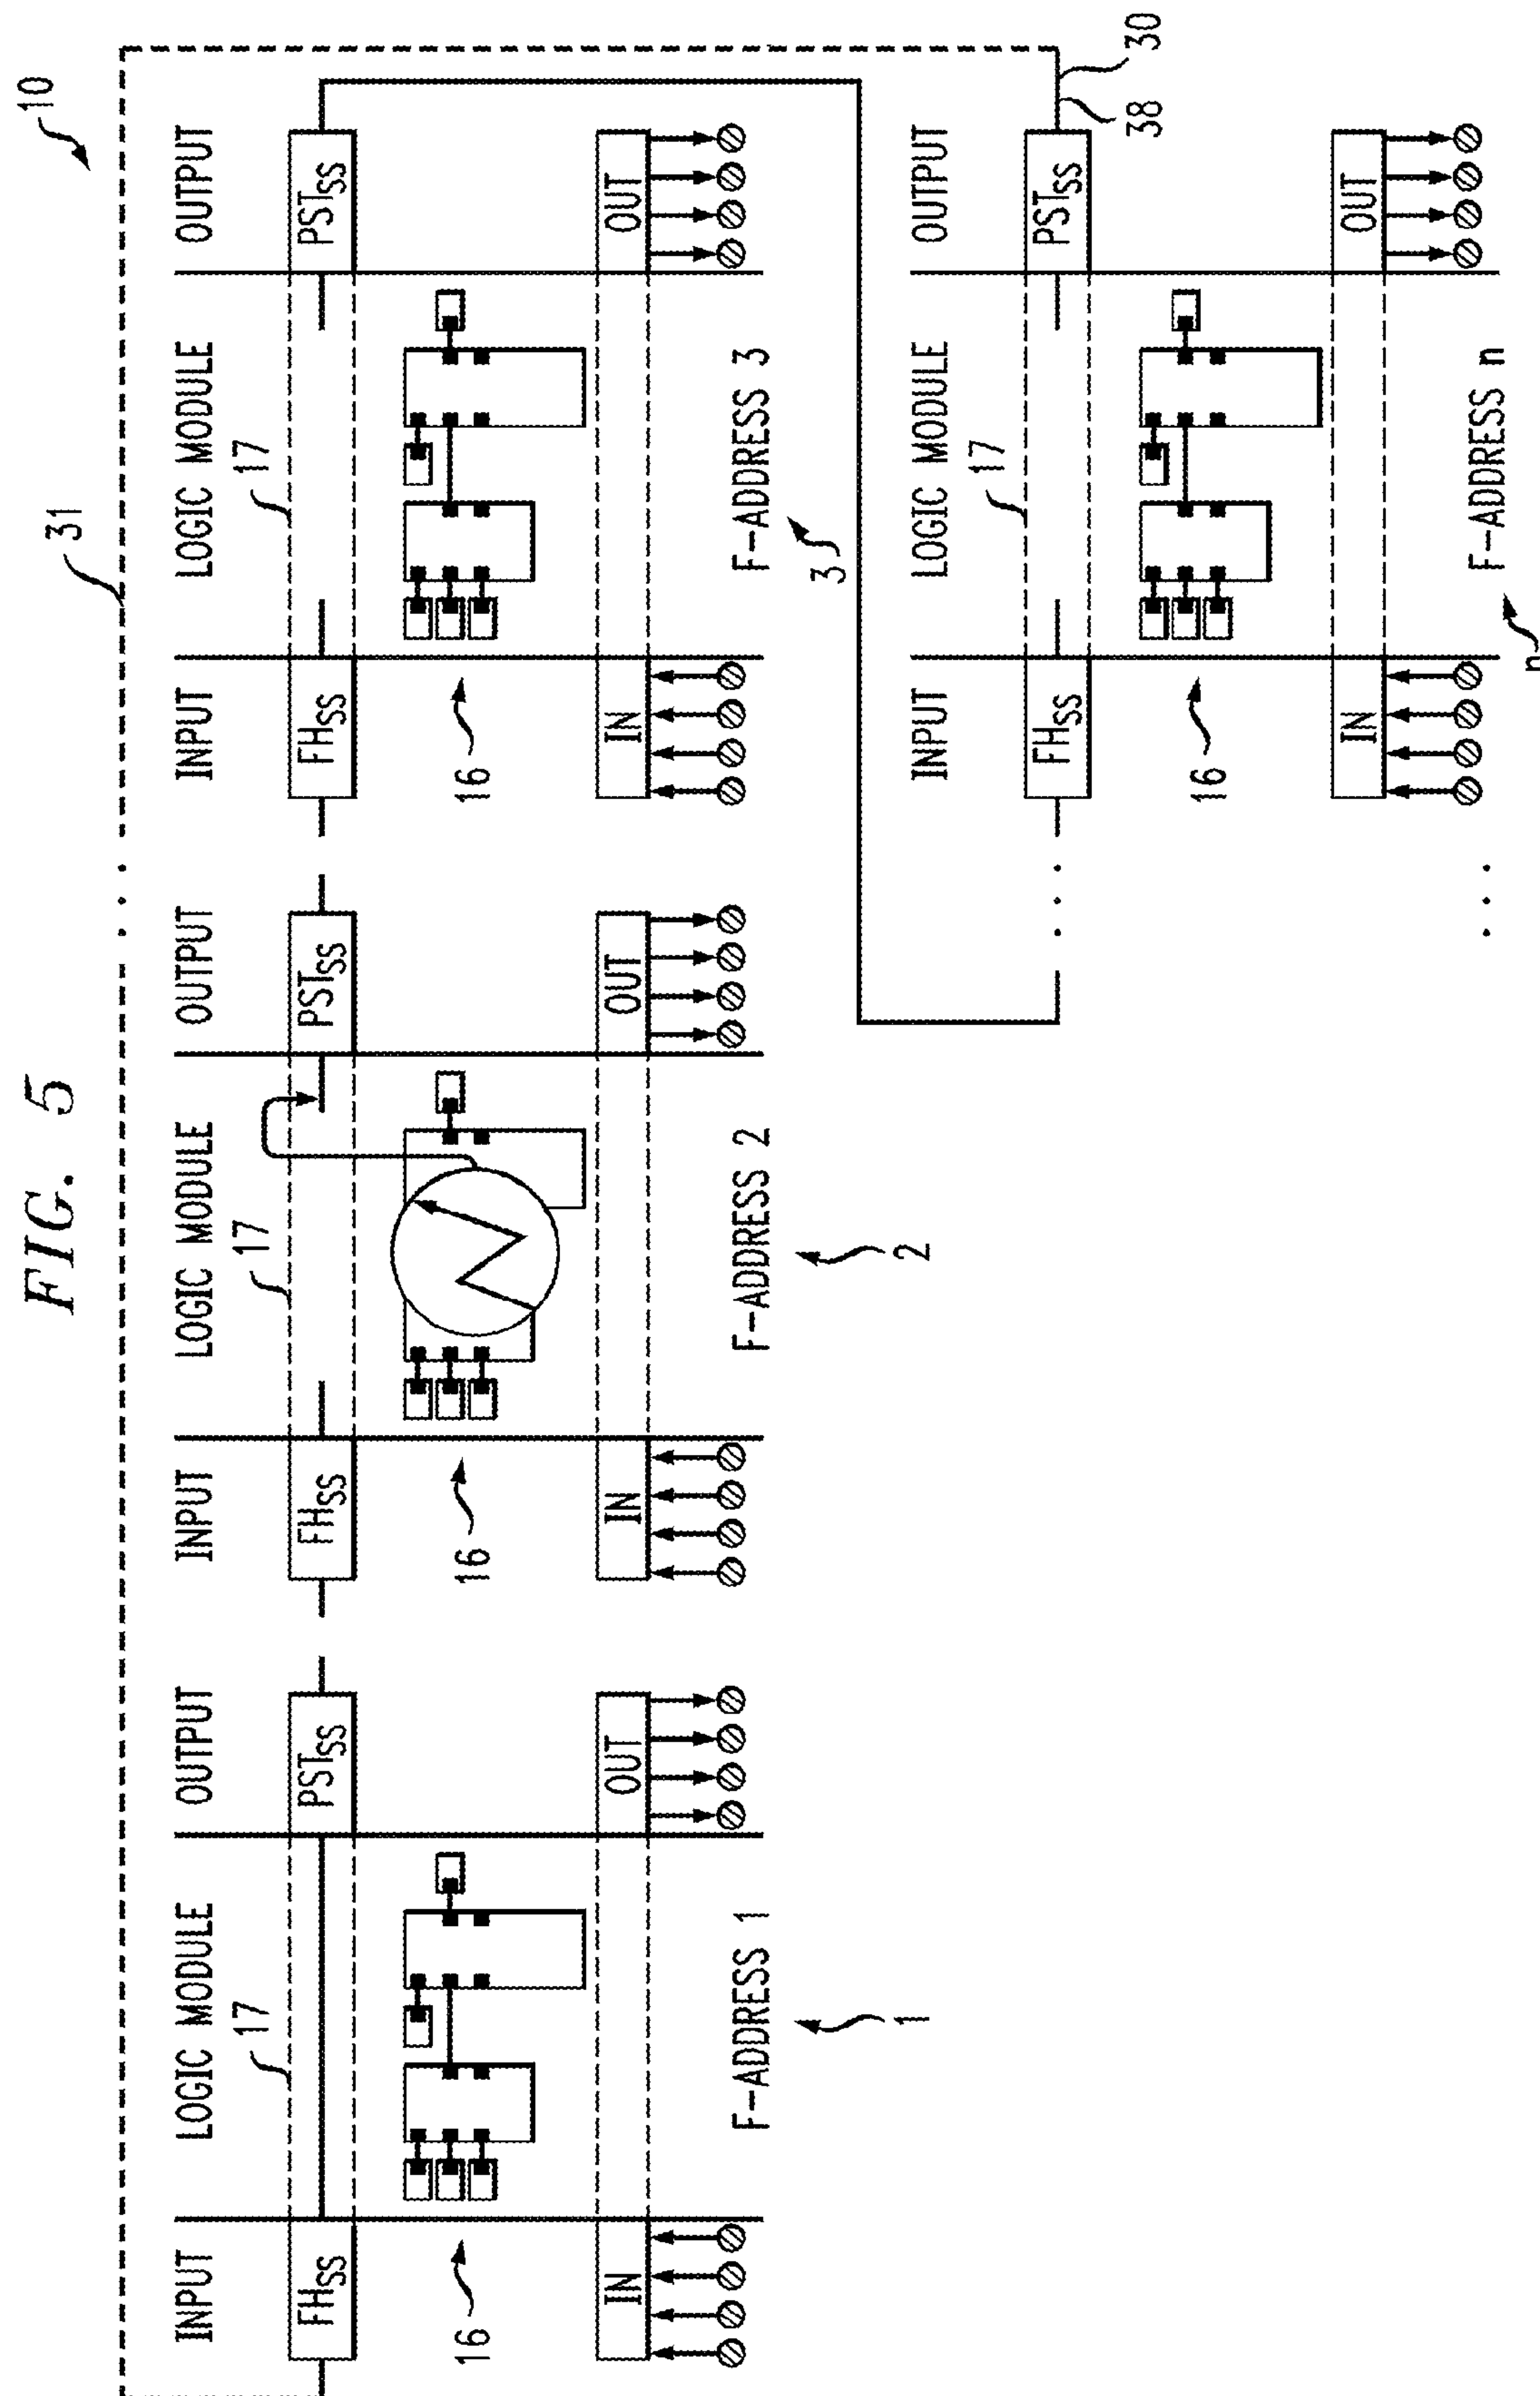 FIG. 5
10
31
INPUT LOGIC MODULE OUTPUT INPUT LOGIC MODULE OUTPUT INPUT LOGIC MODULE OUTPUT
17 17 17
FHSS PSTSS FHSS PSTSS FHSS PSTSS
16 16 16
IN OUT IN OUT IN OUT
F-ADDRESS 1 F-ADDRESS 2 F-ADDRESS 3
1 2 3
INPUT LOGIC MODULE OUTPUT
17
. . . FHSS PSTSS 38 30
16
IN OUT
. . . F-ADDRESS n
n